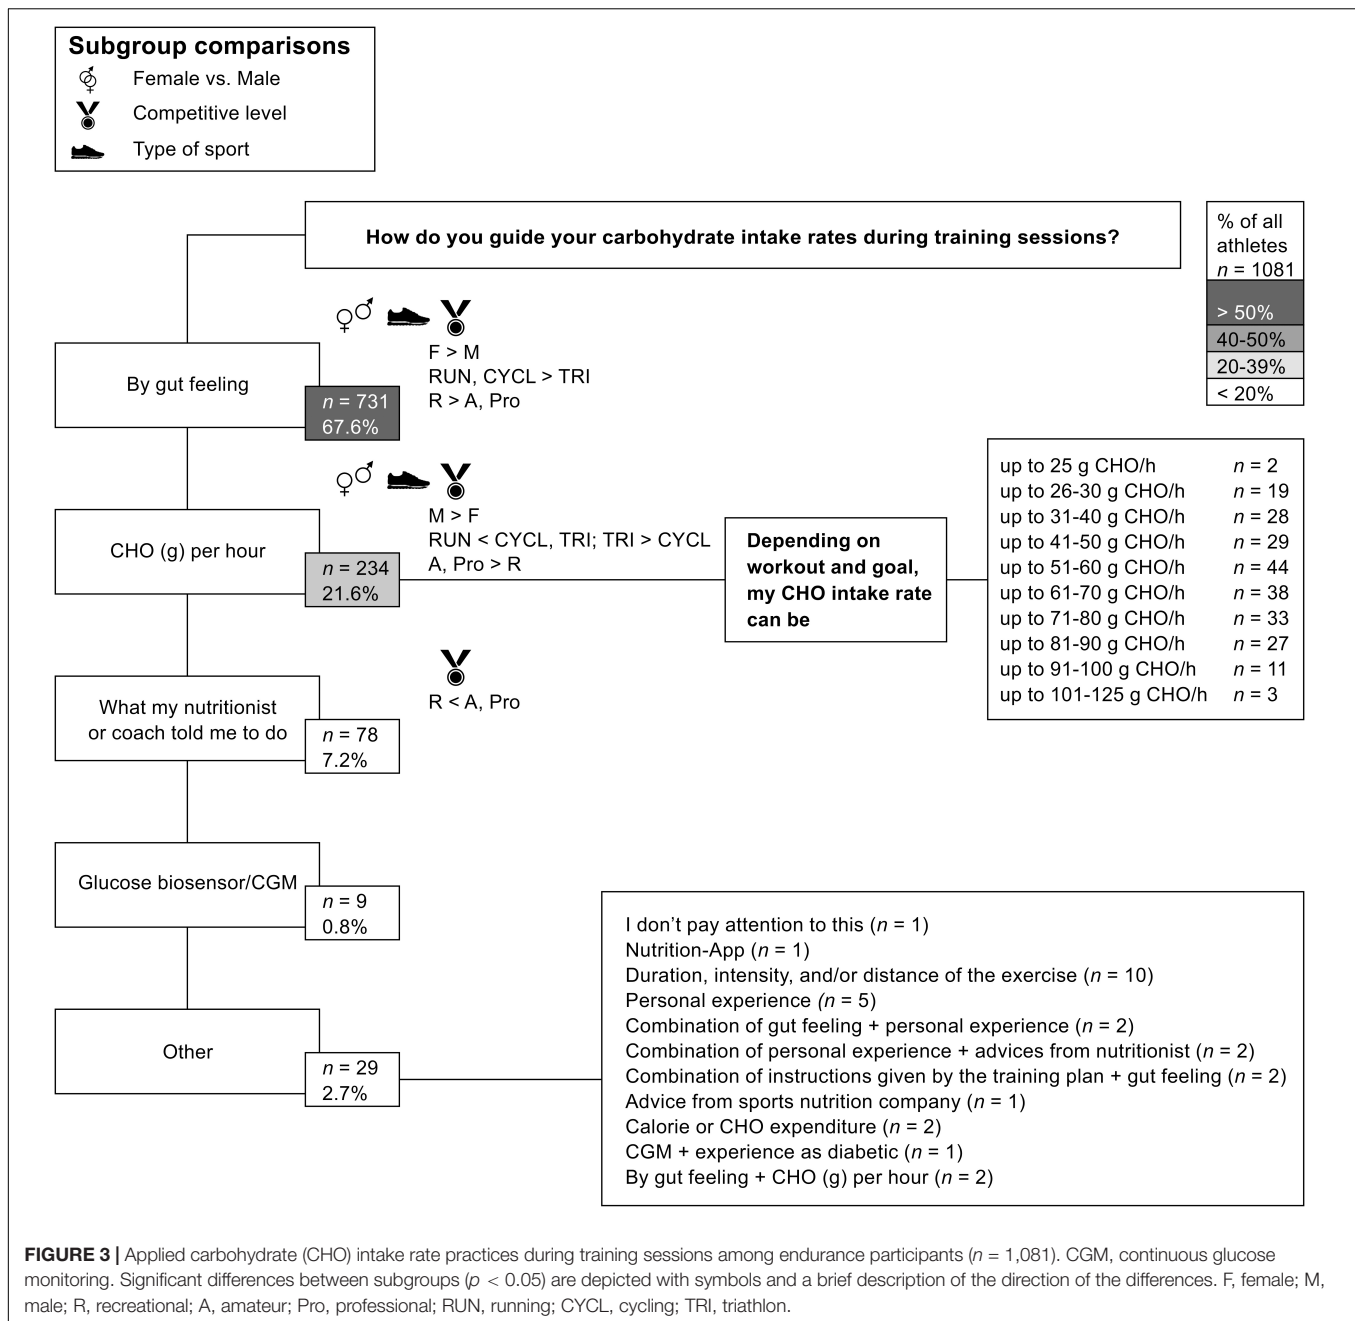 Subgroup comparisons
Female vs. Male
Competitive level
Type of sport
How do you guide your carbohydrate intake rates during training sessions?
% of all
athletes
n = 1081
> 50%
40-50%
20-39%
< 20%
By gut feeling
n = 731
67.6%
F > M
RUN, CYCL > TRI
R > A, Pro
CHO (g) per hour
n = 234
21.6%
M > F
RUN < CYCL, TRI; TRI > CYCL
A, Pro > R
Depending on
workout and goal,
my CHO intake rate
can be
up to 25 g CHO/h n = 2
up to 26-30 g CHO/h n = 19
up to 31-40 g CHO/h n = 28
up to 41-50 g CHO/h n = 29
up to 51-60 g CHO/h n = 44
up to 61-70 g CHO/h n = 38
up to 71-80 g CHO/h n = 33
up to 81-90 g CHO/h n = 27
up to 91-100 g CHO/h n = 11
up to 101-125 g CHO/h n = 3
What my nutritionist
or coach told me to do
n = 78
7.2%
R < A, Pro
Glucose biosensor/CGM
n = 9
0.8%
Other
n = 29
2.7%
I don't pay attention to this (n = 1)
Nutrition-App (n = 1)
Duration, intensity, and/or distance of the exercise (n = 10)
Personal experience (n = 5)
Combination of gut feeling + personal experience (n = 2)
Combination of personal experience + advices from nutritionist (n = 2)
Combination of instructions given by the training plan + gut feeling (n = 2)
Advice from sports nutrition company (n = 1)
Calorie or CHO expenditure (n = 2)
CGM + experience as diabetic (n = 1)
By gut feeling + CHO (g) per hour (n = 2)
FIGURE 3 | Applied carbohydrate (CHO) intake rate practices during training sessions among endurance participants (n = 1,081). CGM, continuous glucose
monitoring. Significant differences between subgroups (p < 0.05) are depicted with symbols and a brief description of the direction of the differences. F, female; M,
male; R, recreational; A, amateur; Pro, professional; RUN, running; CYCL, cycling; TRI, triathlon.